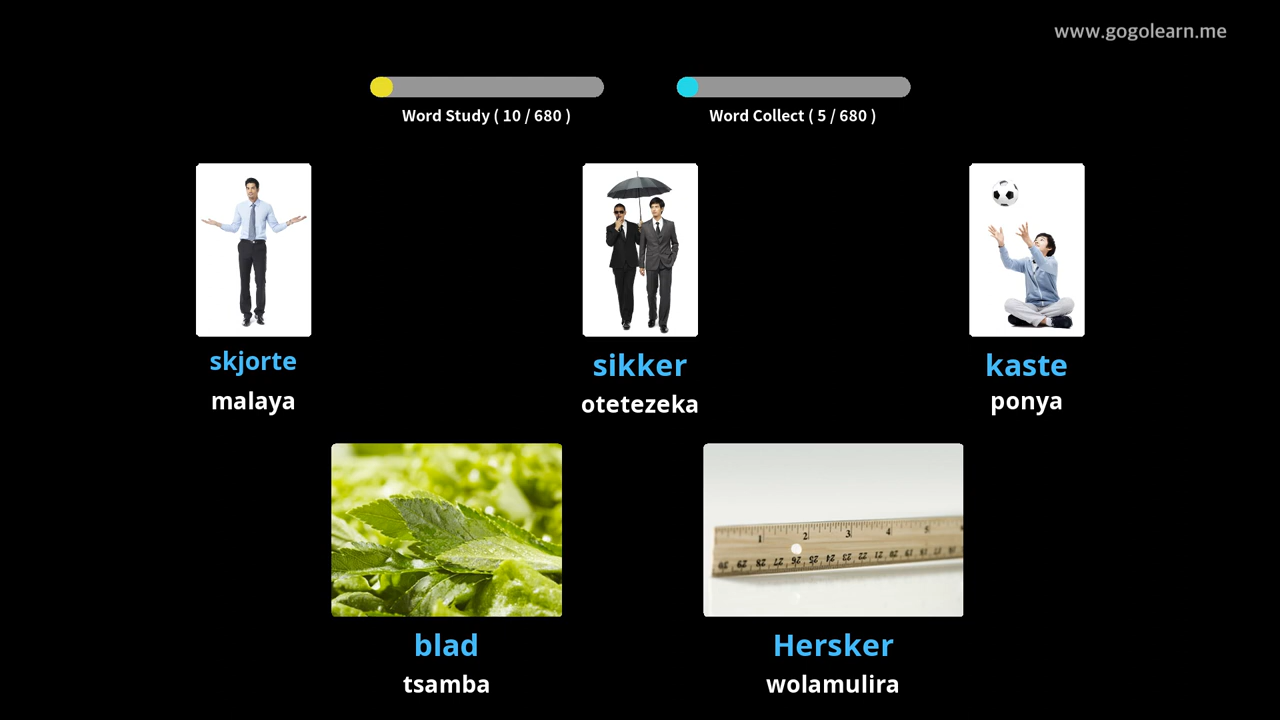 www.gogolearn.me
Word Study ( 10 / 680 )
Word Collect ( 5 / 680 )
skjorte
malaya
sikker
otetezeka
kaste
ponya
blad
tsamba
Hersker
wolamulira